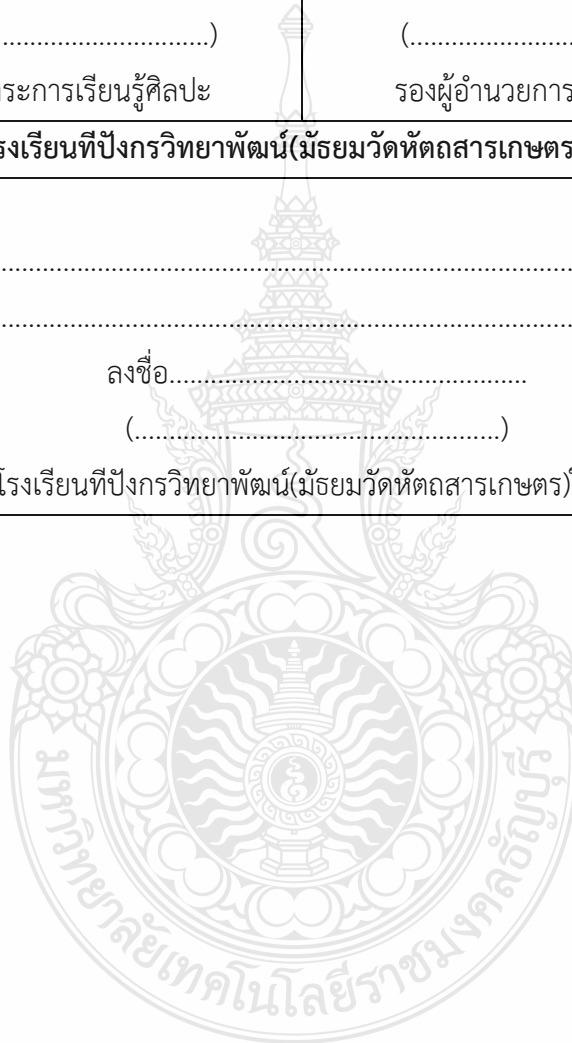 ...............................) (........................
ระการเรียนรู้ศิลปะ รองผู้อำนวยการ
รงเรียนทีปังกรวิทยาพัฒน์(มัธยมวัดหัตถสารเกษตร
................................................................................
................................................................................
ลงชื่อ....................................................
(.....................................................)
โรงเรียนทีปังกรวิทยาพัฒน์(มัธยมวัดหัตถสารเกษตร)
มหาวิทยาลัยเทคโนโลยีราชมงคลธัญบุรี